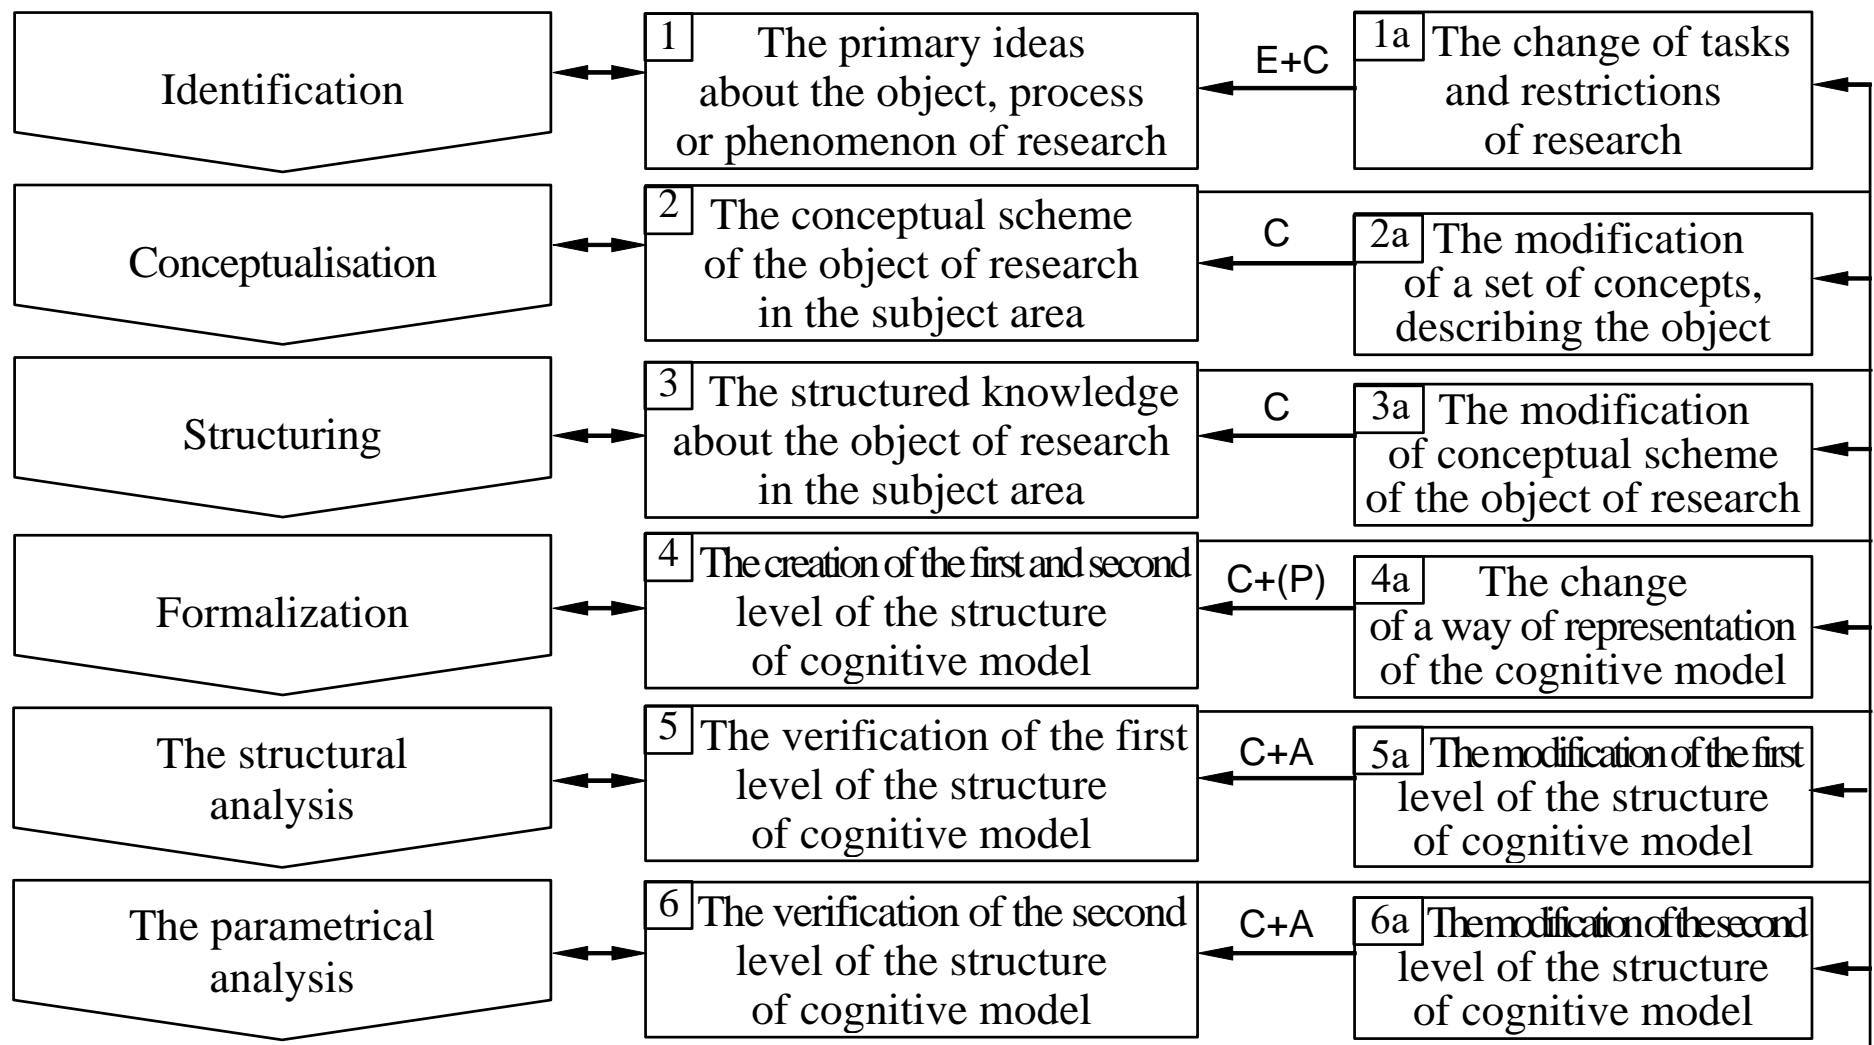 Identification
1
The primary ideas
about the object, process
or phenomenon of research
E+C
1a
The change of tasks
and restrictions
of research
Conceptualisation
2
The conceptual scheme
of the object of research
in the subject area
C
2a
The modification
of a set of concepts,
describing the object
Structuring
3
The structured knowledge
about the object of research
in the subject area
C
3a
The modification
of conceptual scheme
of the object of research
Formalization
4
The creation of the first and second
level of the structure
of cognitive model
C+(P)
4a
The change
of a way of representation
of the cognitive model
The structural
analysis
5
The verification of the first
level of the structure
of cognitive model
C+A
5a
The modification of the first
level of the structure
of cognitive model
The parametrical
analysis
6
The verification of the second
level of the structure
of cognitive model
C+A
6a
The modification of the second
level of the structure
of cognitive model